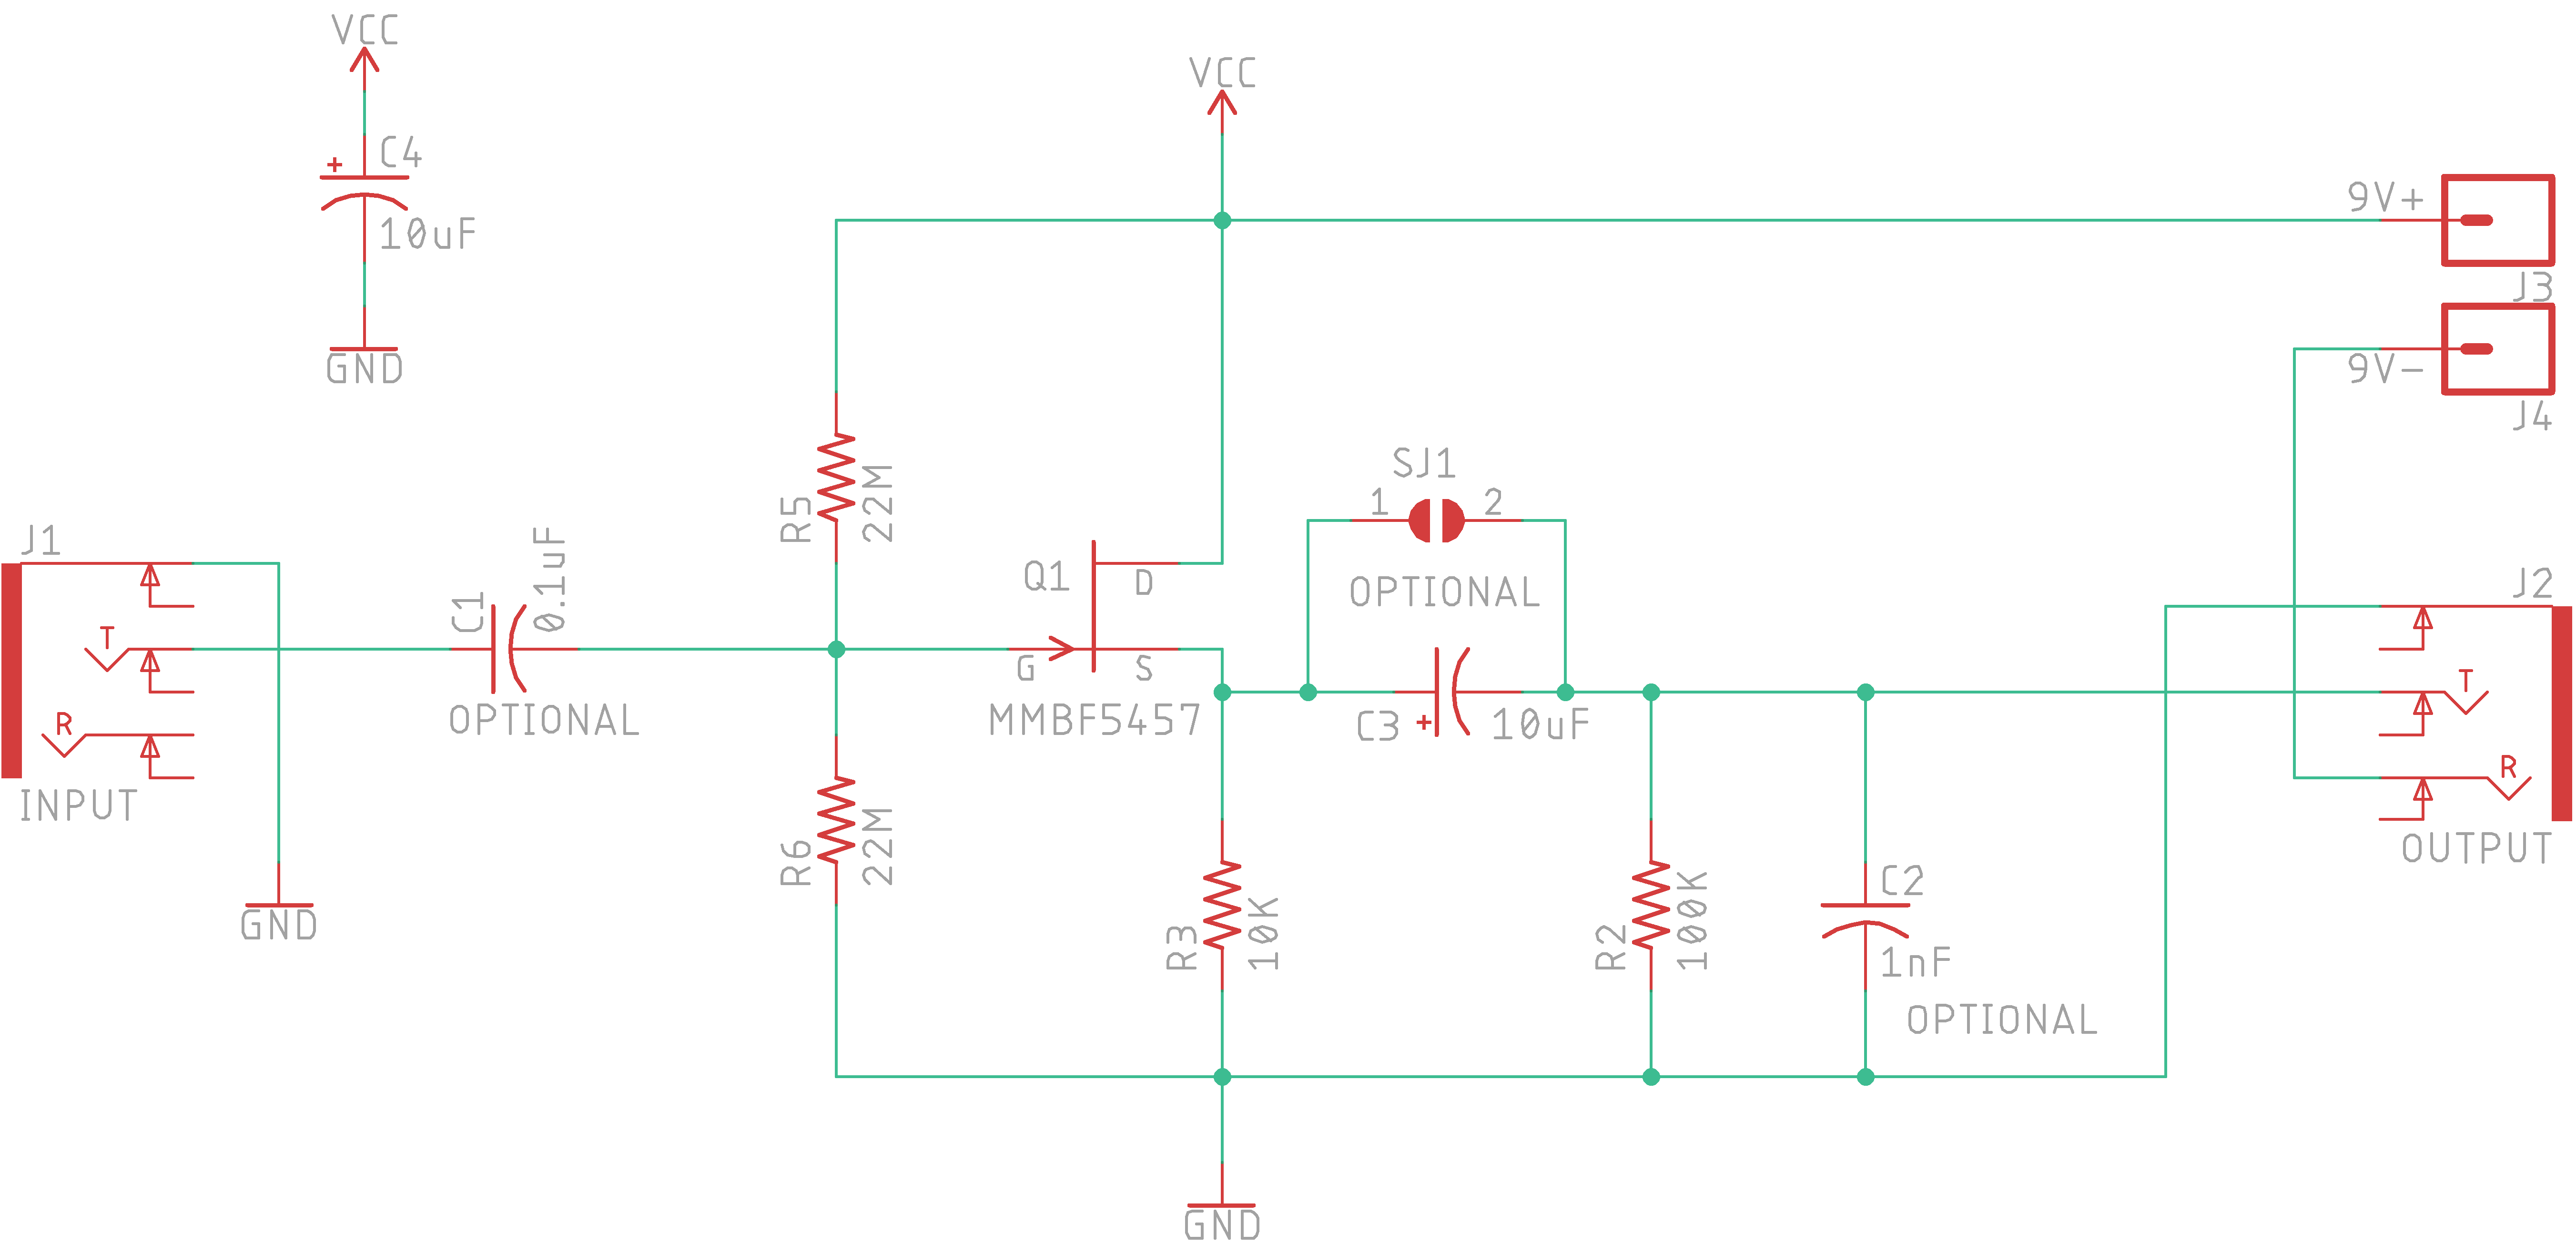 VCC
VCC
+
C4
10uF
GND
9V+
J3
9V-
J4
R5
22M
SJ1
1
2
OPTIONAL
J1
T
R
INPUT
C1
0.1uF
OPTIONAL
Q1
D
G
S
MMBF5457
C3
+
10uF
J2
T
R
OUTPUT
R6
22M
GND
R3
10K
R2
100K
C2
1nF
OPTIONAL
GND